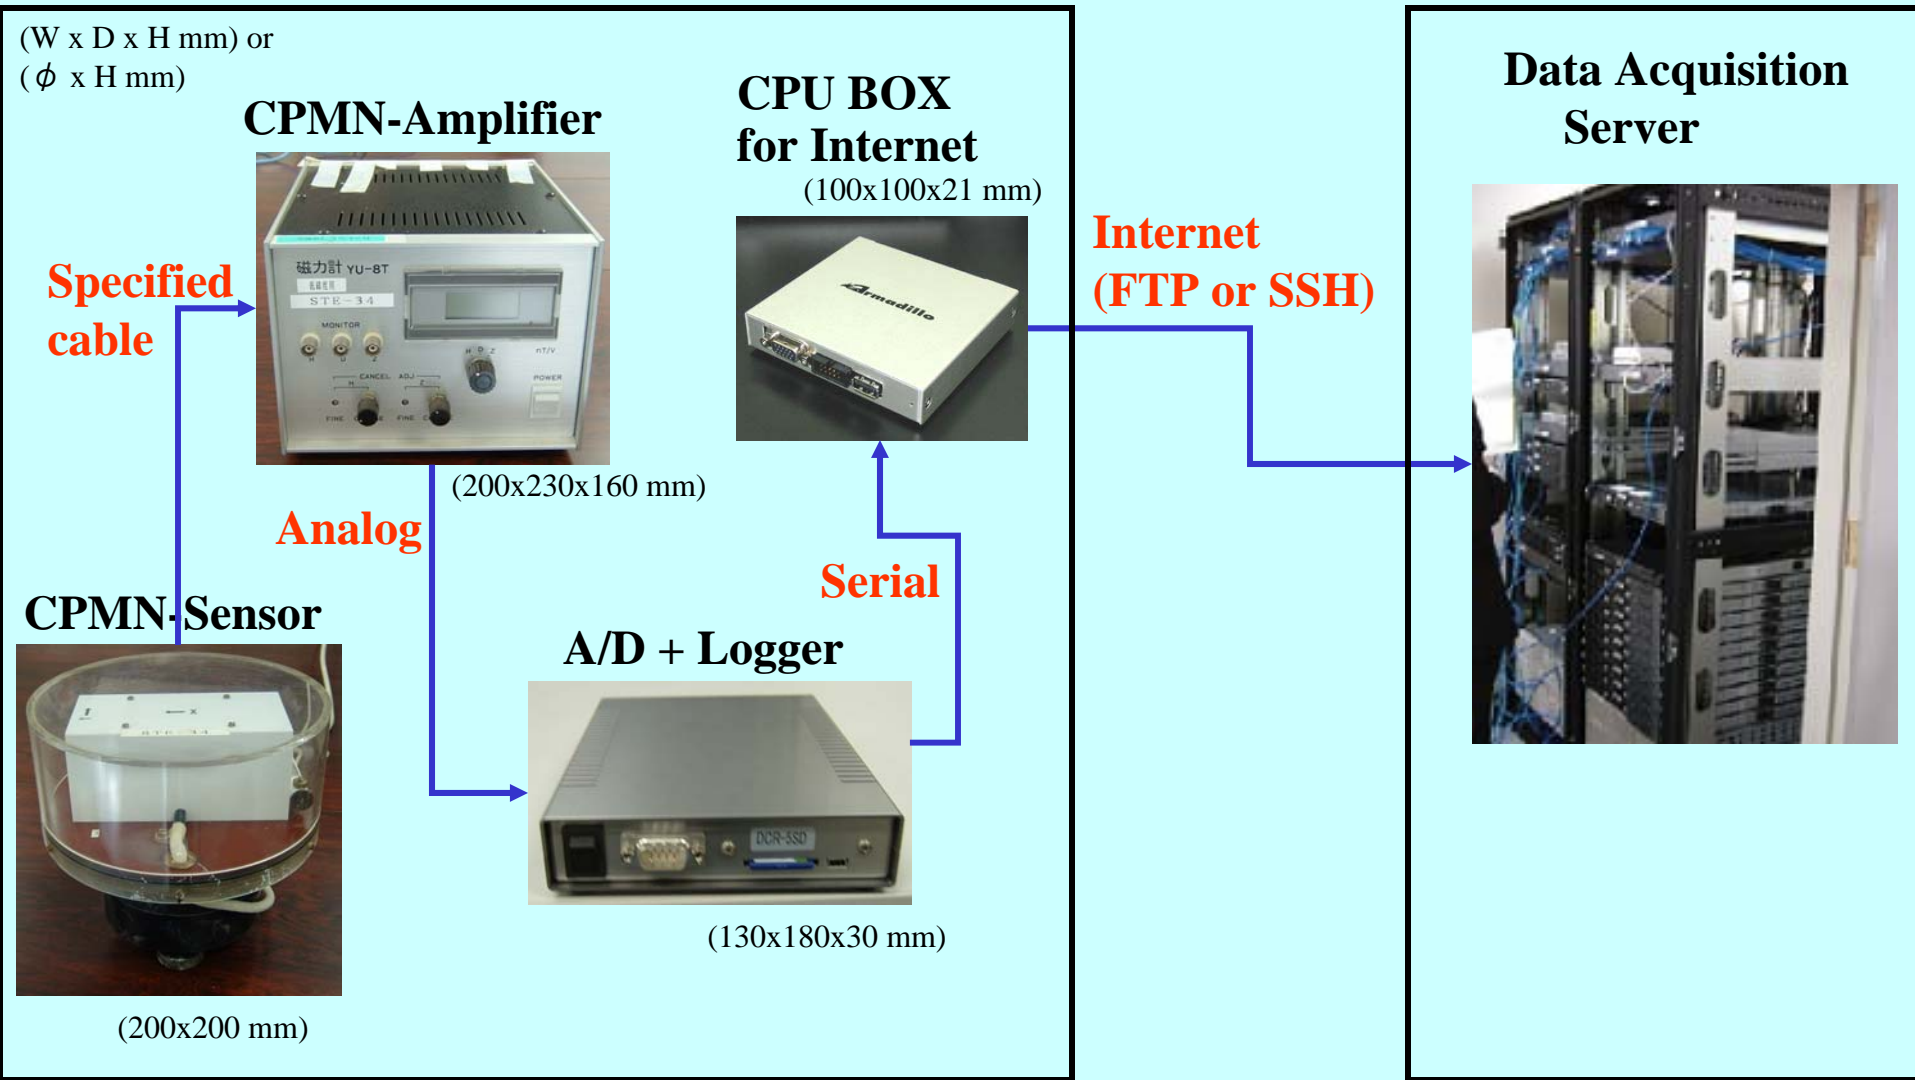 (W x D x H mm) or
(ϕ x H mm)
CPMN-Amplifier
磁力計 YU-8T
STE-34
MONITOR
H D Z
H D Z
nT/V
CANCEL ADJ
H Z
POWER
FINE
FINE
(200x230x160 mm)
Specified
cable
Analog
CPMN-Sensor
X
STE-34
(200x200 mm)
CPU BOX
for Internet
(100x100x21 mm)
Armadillo
Serial
A/D + Logger
DCR-5SD
(130x180x30 mm)
Internet
(FTP or SSH)
Data Acquisition
Server